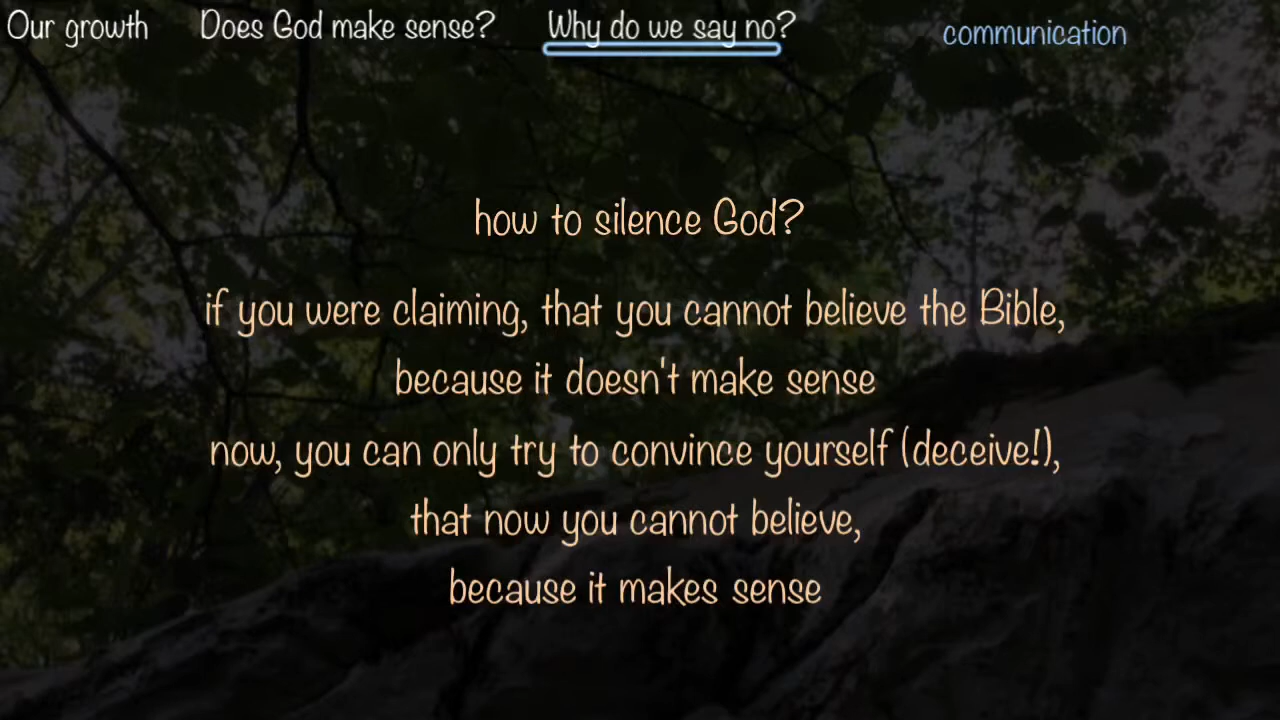 Our growth Does God make sense? Why do we say no? communication
how to silence God?
if you were claiming, that you cannot believe the Bible,
because it doesn't make sense
now, you can only try to convince yourself (deceive!),
that now you cannot believe,
because it makes sense